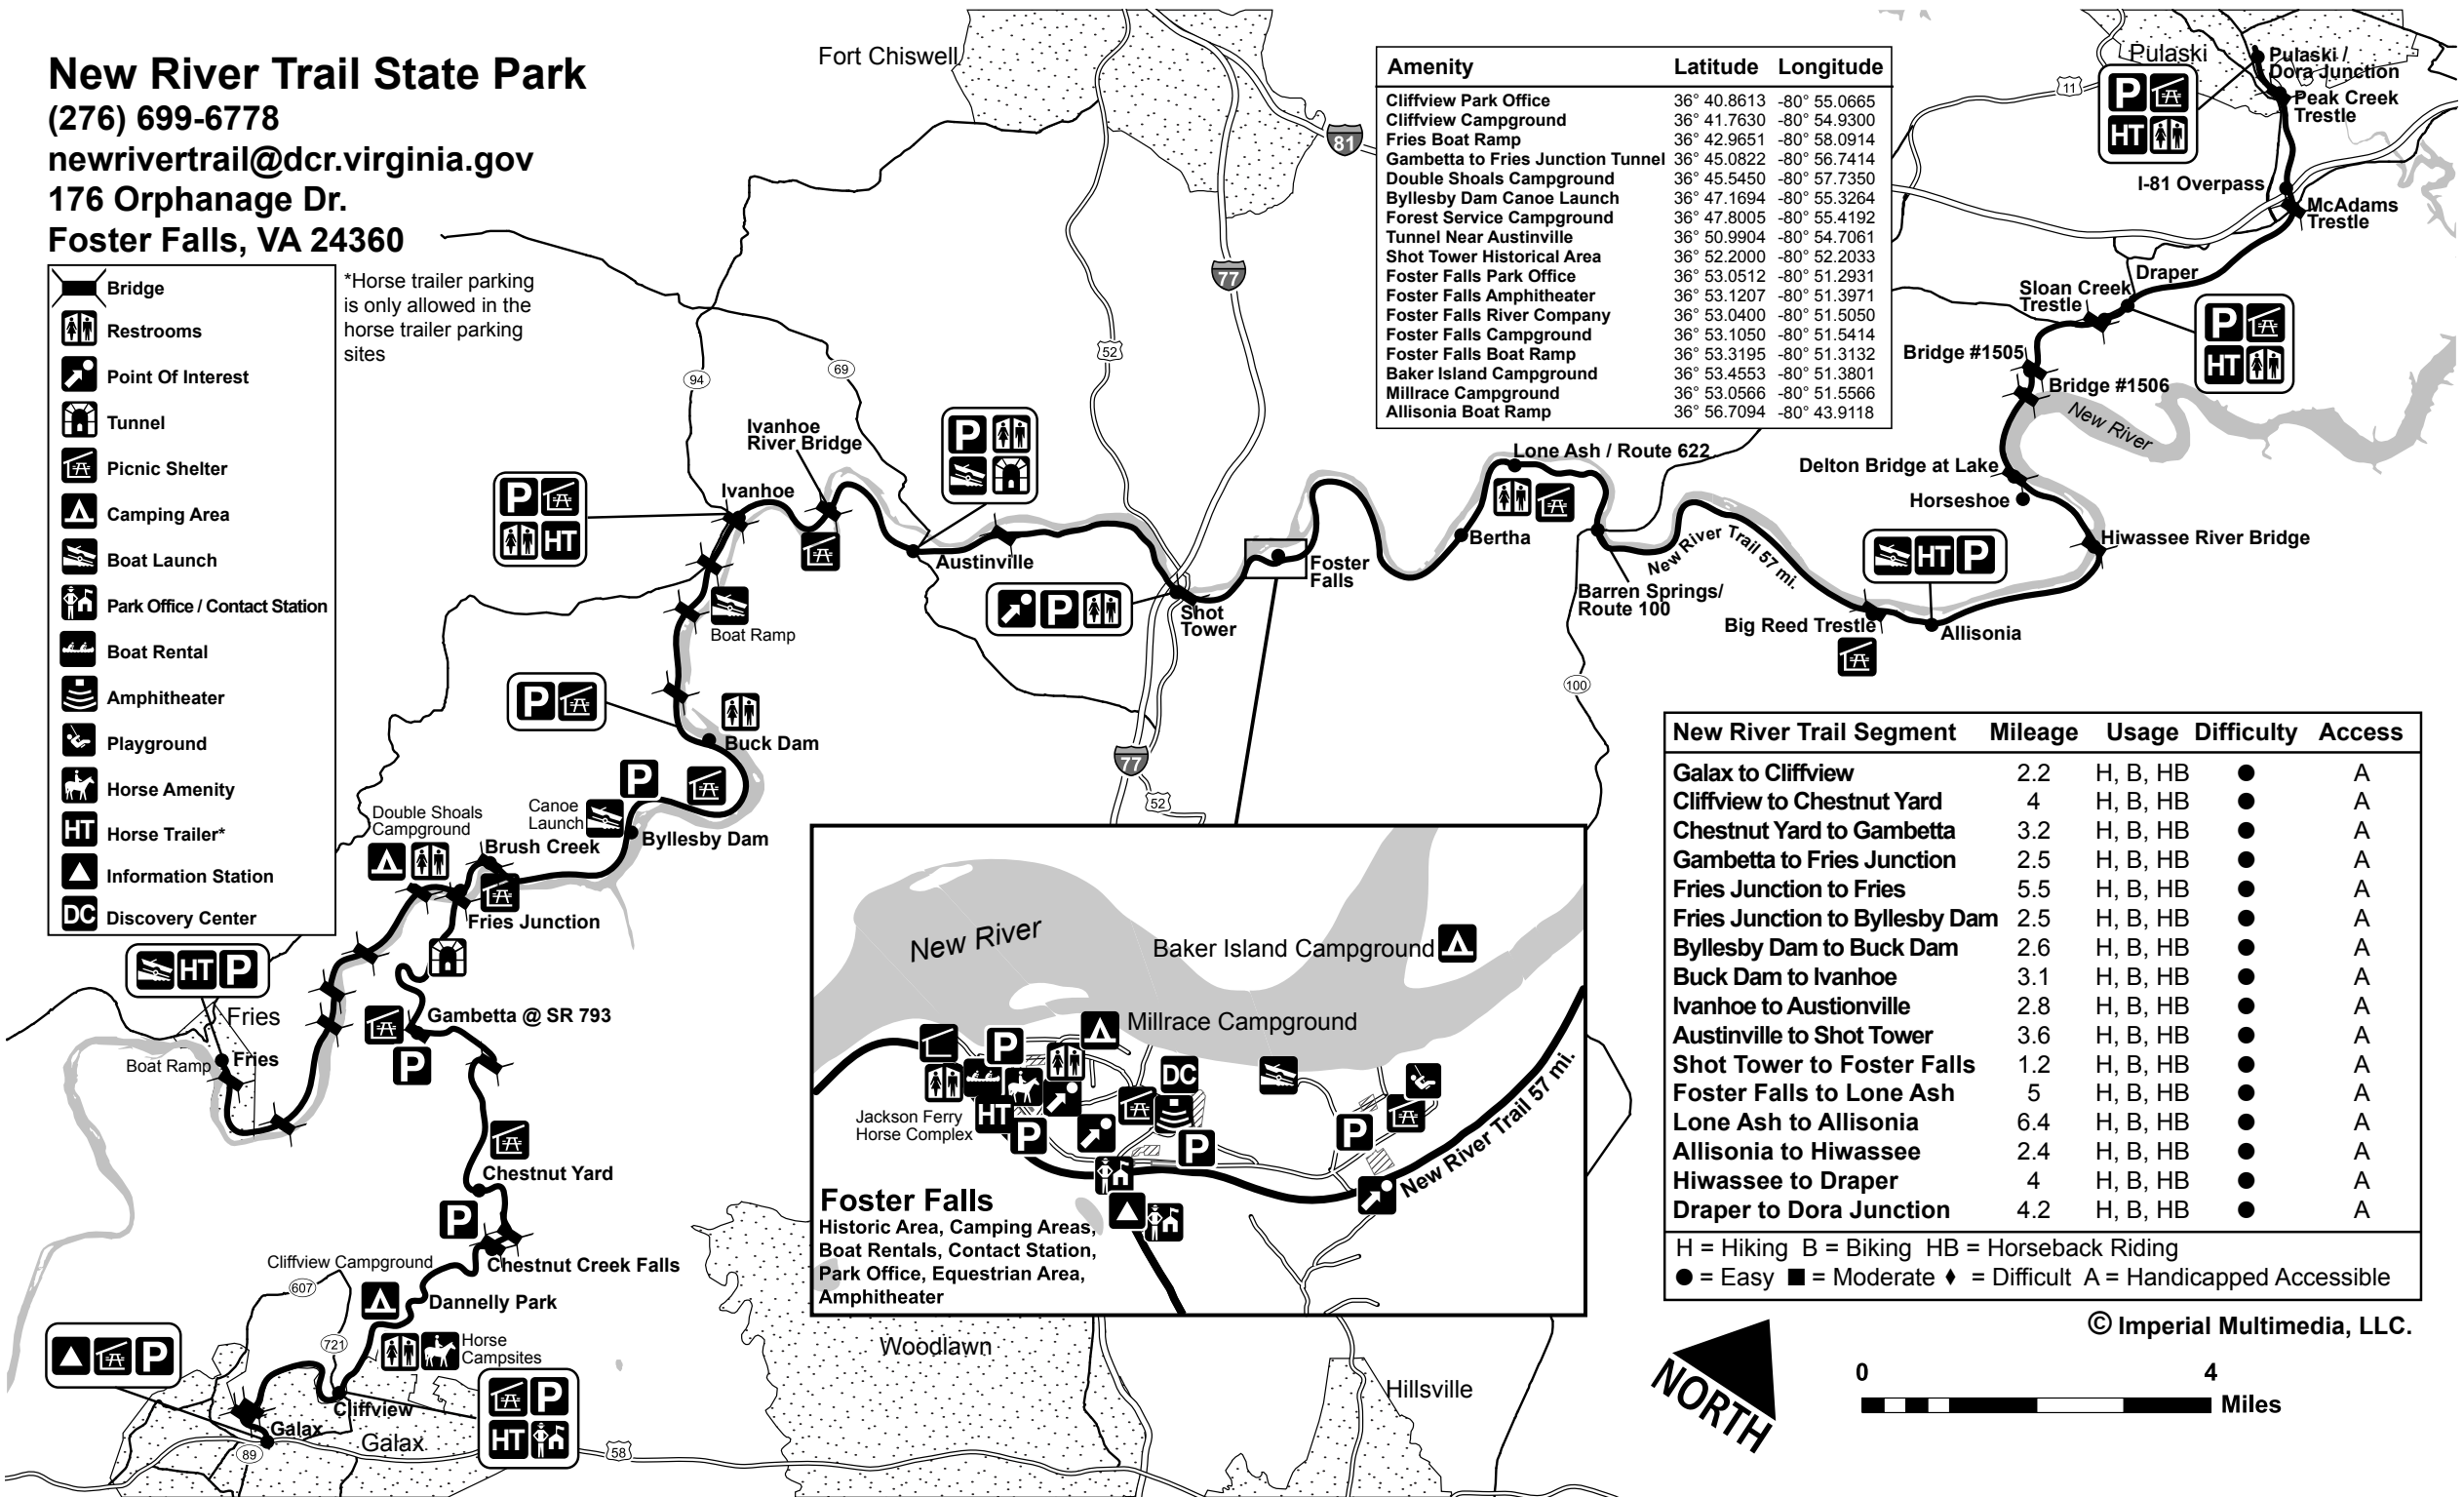 New River Trail State Park
(276) 699-6778
newrivertrail@dcr.virginia.gov
176 Orphanage Dr.
Foster Falls, VA 24360
Bridge
Restrooms
Point Of Interest
Tunnel
Picnic Shelter
Camping Area
Boat Launch
Park Office / Contact Station
Boat Rental
Amphitheater
Playground
Horse Amenity
HT Horse Trailer*
Information Station
DC Discovery Center
*Horse trailer parking
is only allowed in the
horse trailer parking
sites
Amenity Latitude Longitude
Cliffview Park Office 36° 40.8613 -80° 55.0665
Cliffview Campground 36° 41.7630 -80° 54.9300
Fries Boat Ramp 36° 42.9651 -80° 58.0914
Gambetta to Fries Junction Tunnel 36° 45.0822 -80° 56.7414
Double Shoals Campground 36° 45.5450 -80° 57.7350
Byllesby Dam Canoe Launch 36° 47.1694 -80° 55.3264
Forest Service Campground 36° 47.8005 -80° 55.4192
Tunnel Near Austinville 36° 50.9904 -80° 54.7061
Shot Tower Historical Area 36° 52.2000 -80° 52.2033
Foster Falls Park Office 36° 53.0512 -80° 51.2931
Foster Falls Amphitheater 36° 53.1207 -80° 51.3971
Foster Falls River Company 36° 53.0400 -80° 51.5050
Foster Falls Campground 36° 53.1050 -80° 51.5414
Foster Falls Boat Ramp 36° 53.3195 -80° 51.3132
Baker Island Campground 36° 53.4553 -80° 51.3801
Millrace Campground 36° 53.0566 -80° 51.5566
Allisonia Boat Ramp 36° 56.7094 -80° 43.9118
Fort Chiswell
81
77
52
94
69
11
Pulaski
Pulaski /
Dora Junction
P
HT
Peak Creek
Trestle
I-81 Overpass
McAdams
Trestle
Draper
Sloan Creek
Trestle
P
HT
Bridge #1505
Bridge #1506
New River
Delton Bridge at Lake
Horseshoe
Hiwassee River Bridge
HT P
Allisonia
Big Reed Trestle
New River Trail 57 mi.
Barren Springs/
Route 100
100
Lone Ash / Route 622
Bertha
Foster
Falls
Shot
Tower
P
P
Austinville
Ivanhoe
River Bridge
Ivanhoe
P
HT
Boat Ramp
P
Buck Dam
P
Canoe
Launch
Byllesby Dam
77
52
Double Shoals
Campground
Brush Creek
Fries Junction
HT P
Fries
Boat Ramp
Fries
Gambetta @ SR 793
P
Chestnut Yard
P
Chestnut Creek Falls
Cliffview Campground
607
Dannelly Park
721
Horse
Campsites
P
P
HT
Cliffview
Galax
Galax
89
58
New River
Baker Island Campground
Millrace Campground
P
DC
HT
P
P
P
Jackson Ferry
Horse Complex
New River Trail 57 mi.
Foster Falls
Historic Area, Camping Areas,
Boat Rentals, Contact Station,
Park Office, Equestrian Area,
Amphitheater
Woodlawn
Hillsville
New River Trail Segment Mileage Usage Difficulty Access
Galax to Cliffview 2.2 H, B, HB ● A
Cliffview to Chestnut Yard 4 H, B, HB ● A
Chestnut Yard to Gambetta 3.2 H, B, HB ● A
Gambetta to Fries Junction 2.5 H, B, HB ● A
Fries Junction to Fries 5.5 H, B, HB ● A
Fries Junction to Byllesby Dam 2.5 H, B, HB ● A
Byllesby Dam to Buck Dam 2.6 H, B, HB ● A
Buck Dam to Ivanhoe 3.1 H, B, HB ● A
Ivanhoe to Austionville 2.8 H, B, HB ● A
Austinville to Shot Tower 3.6 H, B, HB ● A
Shot Tower to Foster Falls 1.2 H, B, HB ● A
Foster Falls to Lone Ash 5 H, B, HB ● A
Lone Ash to Allisonia 6.4 H, B, HB ● A
Allisonia to Hiwassee 2.4 H, B, HB ● A
Hiwassee to Draper 4 H, B, HB ● A
Draper to Dora Junction 4.2 H, B, HB ● A
H = Hiking B = Biking HB = Horseback Riding
● = Easy ■ = Moderate ♦ = Difficult A = Handicapped Accessible
© Imperial Multimedia, LLC.
NORTH
0 4
Miles